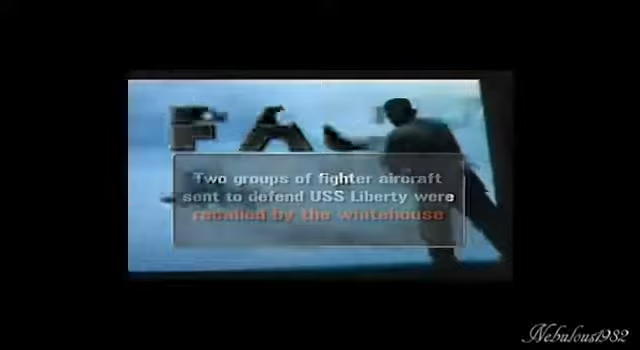 FA
Two groups of fighter aircraft
sent to defend USS Liberty were
recalled by the whitehouse
Nebulous1982